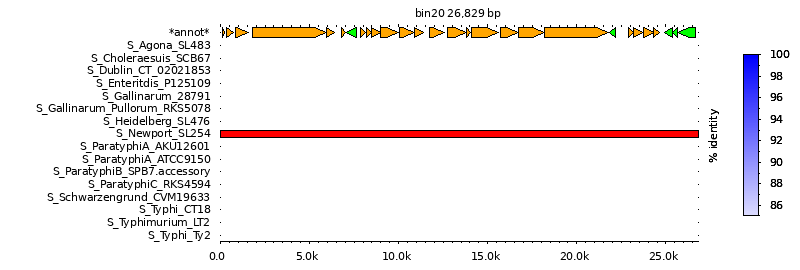 bin20 26,829 bp
*annot*
S_Agona_SL483
S_Choleraesuis_SCB67
S_Dublin_CT_02021853
S_Enteritdis_P125109
S_Gallinarum_28791
S_Gallinarum_Pullorum_RKS5078
S_Heidelberg_SL476
S_Newport_SL254
S_ParatyphiA_AKU12601
S_ParatyphiA_ATCC9150
S_ParatyphiB_SPB7.accessory
S_ParatyphiC_RKS4594
S_Schwarzengrund_CVM19633
S_Typhi_CT18
S_Typhimurium_LT2
S_Typhi_Ty2
0.0 5.0k 10.0k 15.0k 20.0k 25.0k
% identity
100
98
96
94
92
90
88
86